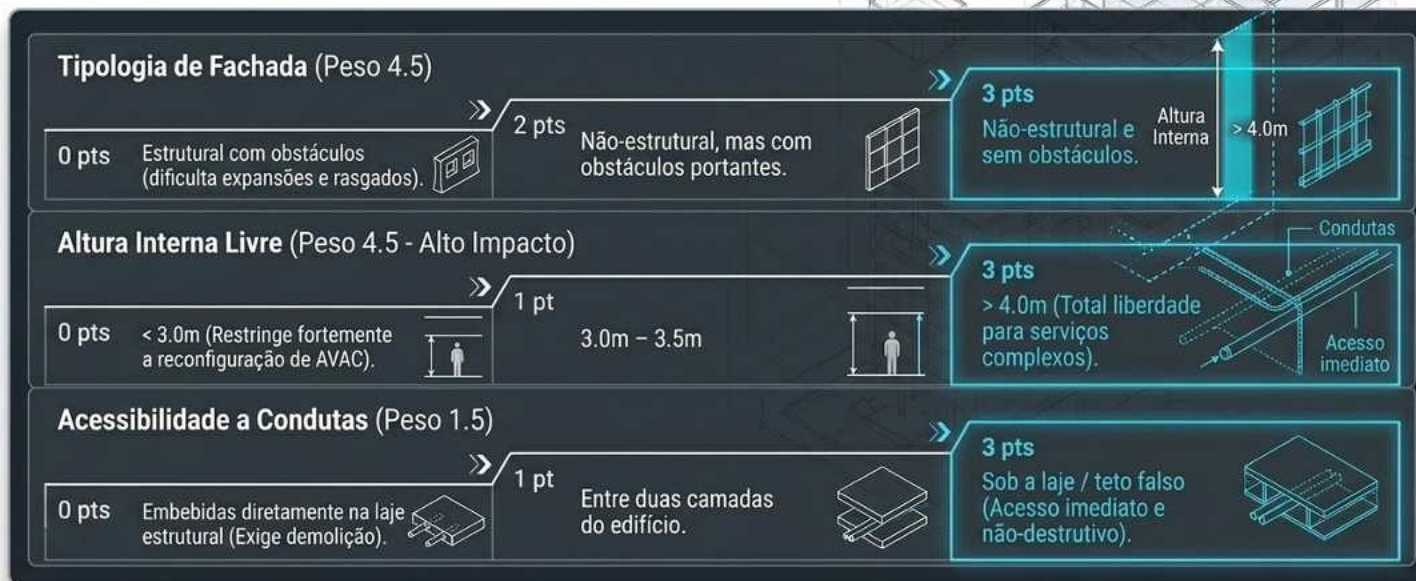 Tipologia de Fachada (Peso 4.5)
0 pts
Estrutural com obstáculos
(dificulta expansões e rasgados).
2 pts
Não-estrutural, mas com
obstáculos portantes.
3 pts
Não-estrutural e
sem obstáculos.
Altura
Interna
> 4.0m
Altura Interna Livre (Peso 4.5 - Alto Impacto)
0 pts
< 3.0m (Restringe fortemente
a reconfiguração de AVAC).
1 pt
3.0m – 3.5m
3 pts
> 4.0m (Total liberdade
para serviços
complexos).
Condutas
Acesso
imediato
Acessibilidade a Condutas (Peso 1.5)
0 pts
Embebidas diretamente na laje
estrutural (Exige demolição).
1 pt
Entre duas camadas
do edifício.
3 pts
Sob a laje / teto falso
(Acesso imediato e
não-destrutivo).